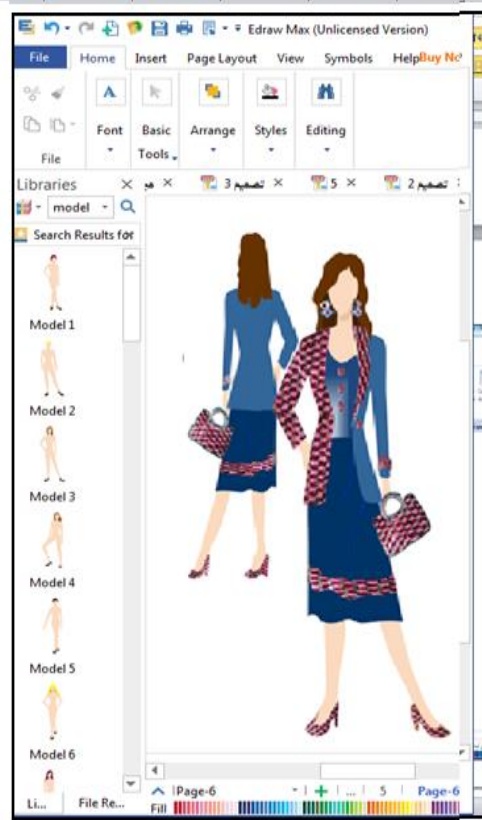 Edraw Max (Unlicensed Version)
File Home Insert Page Layout View Symbols Help Buy No
Font Basic Tools Arrange Styles Editing
File
Libraries
تصميم 3
5
تصميم 2
model
Search Results for
Model 1
Model 2
Model 3
Model 4
Model 5
Model 6
Page-6
5
Page-6
Li...
File Re...
Fill